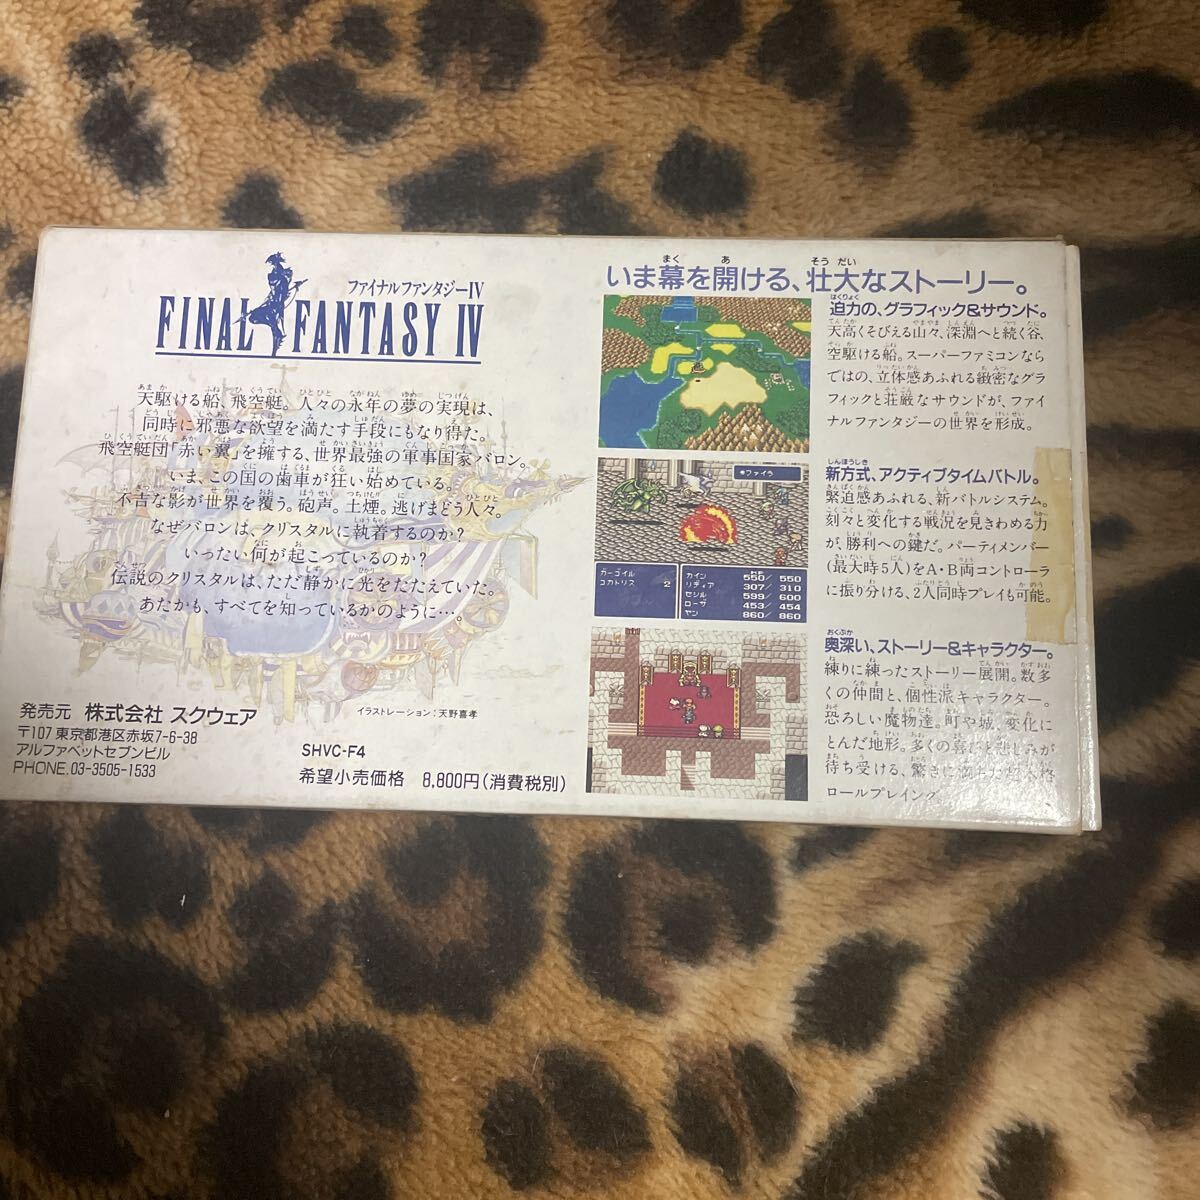 ファイナルファンタジーIV
FINAL FANTASY IV
天駆ける船、飛空艇。人々の永年の夢の実現は、
同時に邪悪な欲望を満たす手段にもなり得た。
飛空艇団「赤い翼」を擁する、世界最強の軍事国家バロン。
いま、この国の歯車が狂い始めている。
不吉な影が世界を覆う。砲声。土煙。逃げまどう人々。
なぜバロンは、クリスタルに執着するのか?
いったい何が起こっているのか?
伝説のクリスタルは、ただ静かに光をたたえていた。
あたかも、すべてを知っているかのように…。
イラストレーション:天野喜孝
発売元 株式会社 スクウェア
〒107 東京都港区赤坂7-6-38
アルファベットセブンビル
PHONE.03-3505-1533
SHVC-F4
希望小売価格 8,800円(消費税別)
いま幕を開ける、壮大なストーリー。
迫力の、グラフィック&サウンド。
天高くそびえる山々、深淵へと続く谷、
空駆ける船。スーパーファミコンなら
ではの、立体感あふれる緻密なグラ
フィックと荘厳なサウンドが、ファイ
ナルファンタジーの世界を形成。
ファイラ
ガーゴイル
コカトリス 2
HP
カイン 550/ 550
リディア 307/ 310
セシル 599/ 600
ローザ 453/ 454
ヤン 860/ 860
新方式、アクティブタイムバトル。
緊迫感あふれる、新バトルシステム。
刻々と変化する戦況を見きわめる力
が、勝利への鍵だ。パーティメンバー
(最大時5人)をA・B両コントローラ
に振り分ける、2人同時プレイも可能。
奥深い、ストーリー&キャラクター。
練りに練ったストーリー展開。数多
くの仲間と、個性派キャラクター。
恐ろしい魔物達。町や城、変化に
とんだ地形。多くの喜びと悲しみが
待ち受ける、驚きに満ちた
ロールプレイング